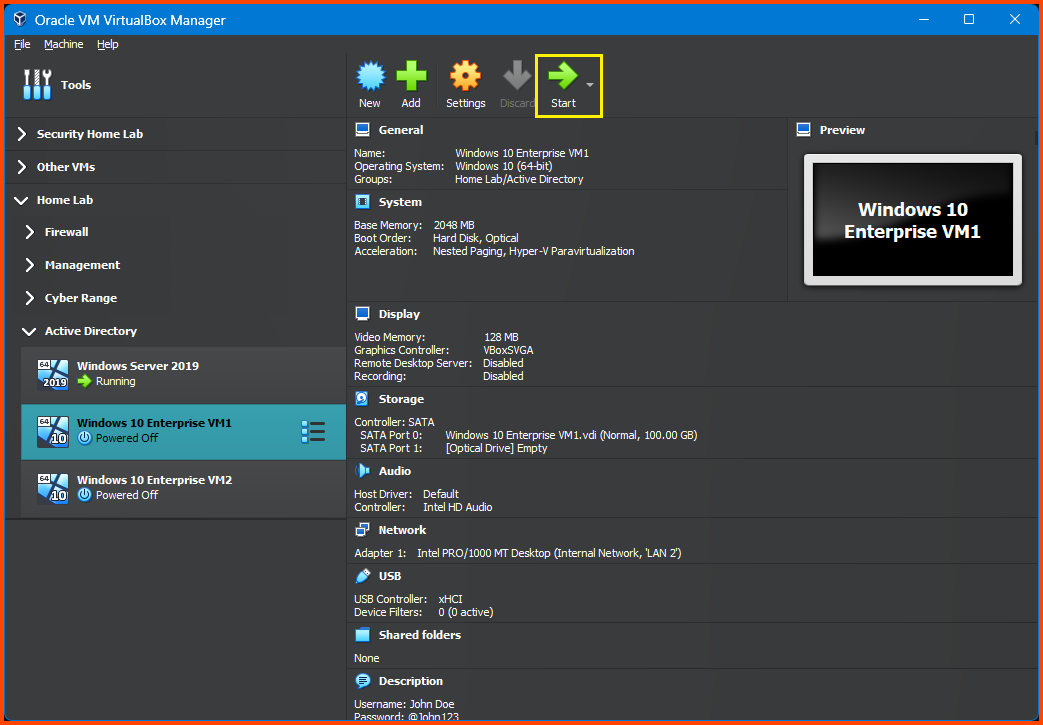 Oracle VM VirtualBox Manager
File Machine Help
Tools
New Add Settings Discard Start
Security Home Lab
Other VMs
Home Lab
Firewall
Management
Cyber Range
Active Directory
64 2019 Windows Server 2019
Running
64 10 Windows 10 Enterprise VM1
Powered Off
64 10 Windows 10 Enterprise VM2
Powered Off
General
Name: Windows 10 Enterprise VM1
Operating System: Windows 10 (64-bit)
Groups: Home Lab/Active Directory
Preview
Windows 10
Enterprise VM1
System
Base Memory: 2048 MB
Boot Order: Hard Disk, Optical
Acceleration: Nested Paging, Hyper-V Paravirtualization
Display
Video Memory: 128 MB
Graphics Controller: VBoxSVGA
Remote Desktop Server: Disabled
Recording: Disabled
Storage
Controller: SATA
SATA Port 0: Windows 10 Enterprise VM1.vdi (Normal, 100.00 GB)
SATA Port 1: [Optical Drive] Empty
Audio
Host Driver: Default
Controller: Intel HD Audio
Network
Adapter 1: Intel PRO/1000 MT Desktop (Internal Network, 'LAN 2')
USB
USB Controller: xHCI
Device Filters: 0 (0 active)
Shared folders
None
Description
Username: John Doe
Password: @John123